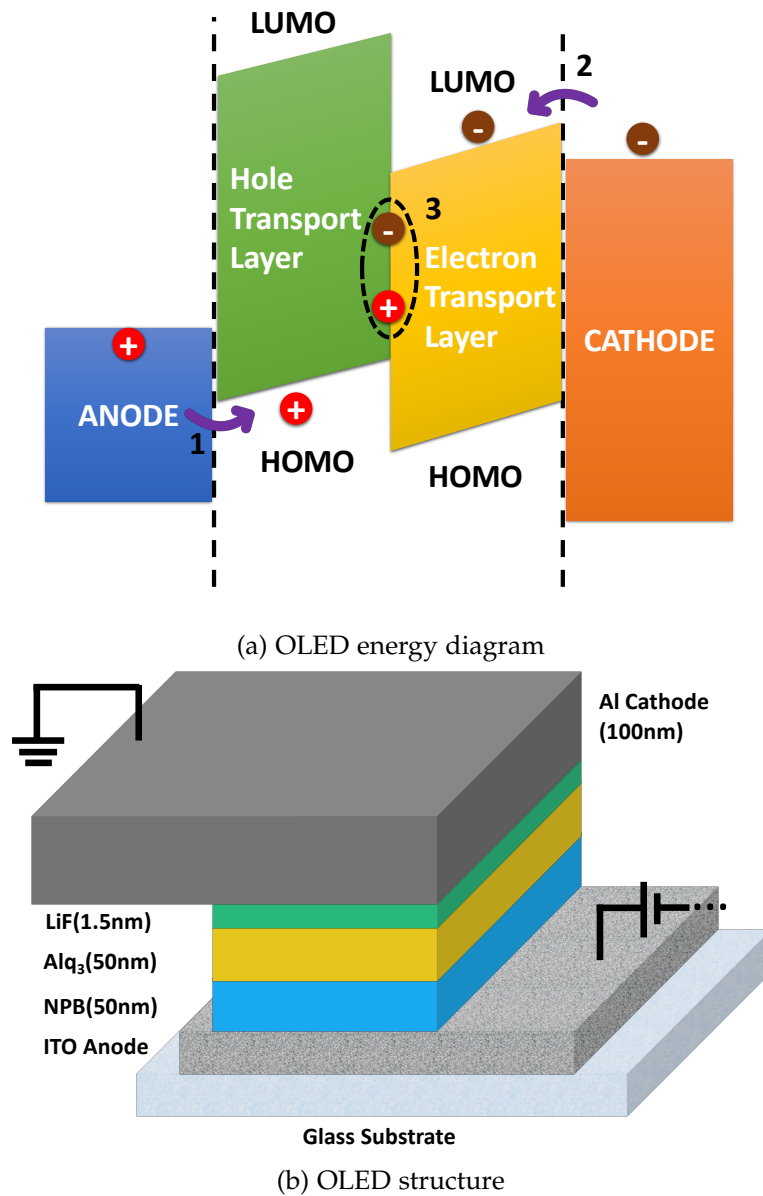 LUMO
LUMO
2
-
-
Hole
Transport
Layer
3
-
Electron
Transport
Layer
+
+
CATHODE
ANODE
1
+
HOMO
HOMO
(a) OLED energy diagram
Al Cathode
(100nm)
LiF(1.5nm)
Alq₃(50nm)
NPB(50nm)
ITO Anode
Glass Substrate
(b) OLED structure